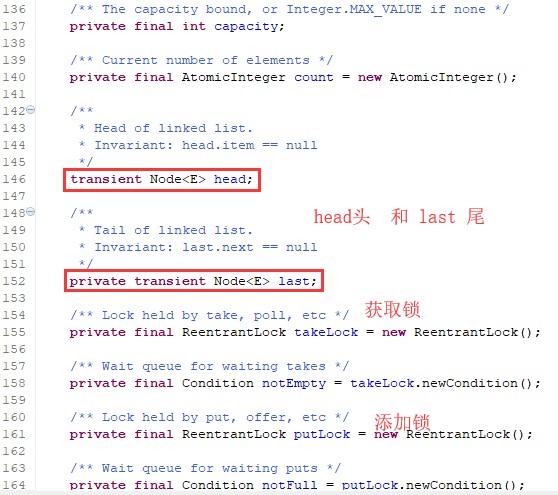 136 /** The capacity bound, or Integer.MAX_VALUE if none */
137 private final int capacity;
138
139 /** Current number of elements */
140 private final AtomicInteger count = new AtomicInteger();
141
142 /**
143 * Head of linked list.
144 * Invariant: head.item == null
145 */
146 transient Node<E> head;
147
148 /**
head头 和 last 尾
149 * Tail of linked list.
150 * Invariant: last.next == null
151 */
152 private transient Node<E> last;
153
154 /** Lock held by take, poll, etc */ 获取锁
155 private final ReentrantLock takeLock = new ReentrantLock();
156
157 /** Wait queue for waiting takes */
158 private final Condition notEmpty = takeLock.newCondition();
159
160 /** Lock held by put, offer, etc */ 添加锁
161 private final ReentrantLock putLock = new ReentrantLock();
162
163 /** Wait queue for waiting puts */
164 private final Condition notFull = putLock.newCondition();